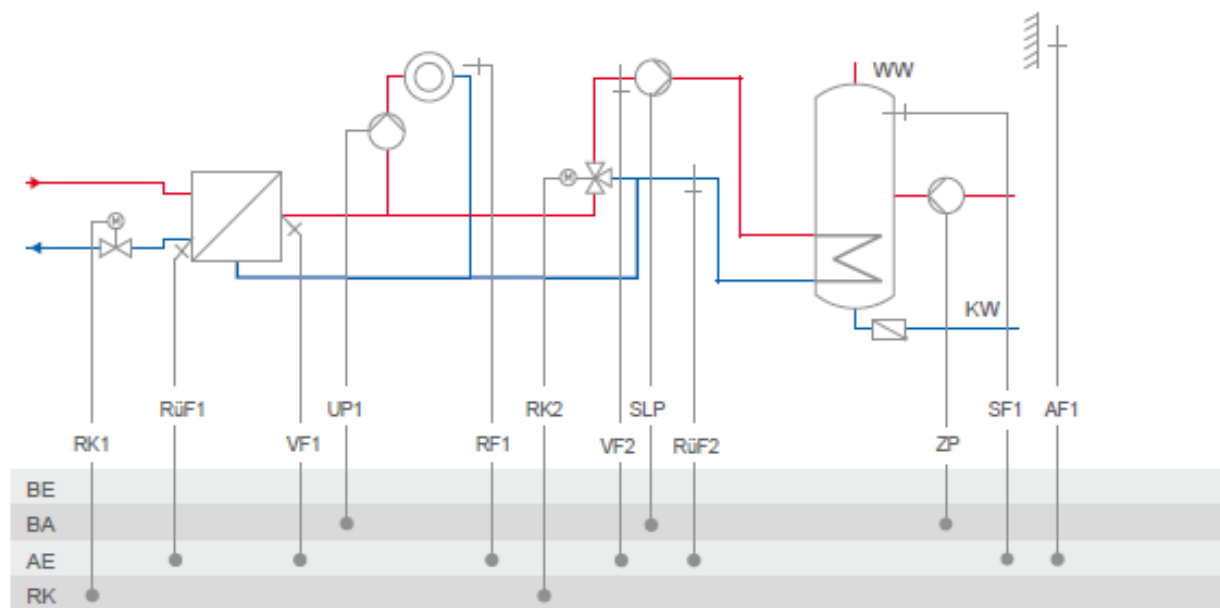 WW
M
M
KW
RüF1 UP1 RK2 SLP SF1 AF1
RK1 VF1 RF1 VF2 RüF2 ZP
BE
BA
AE
RK